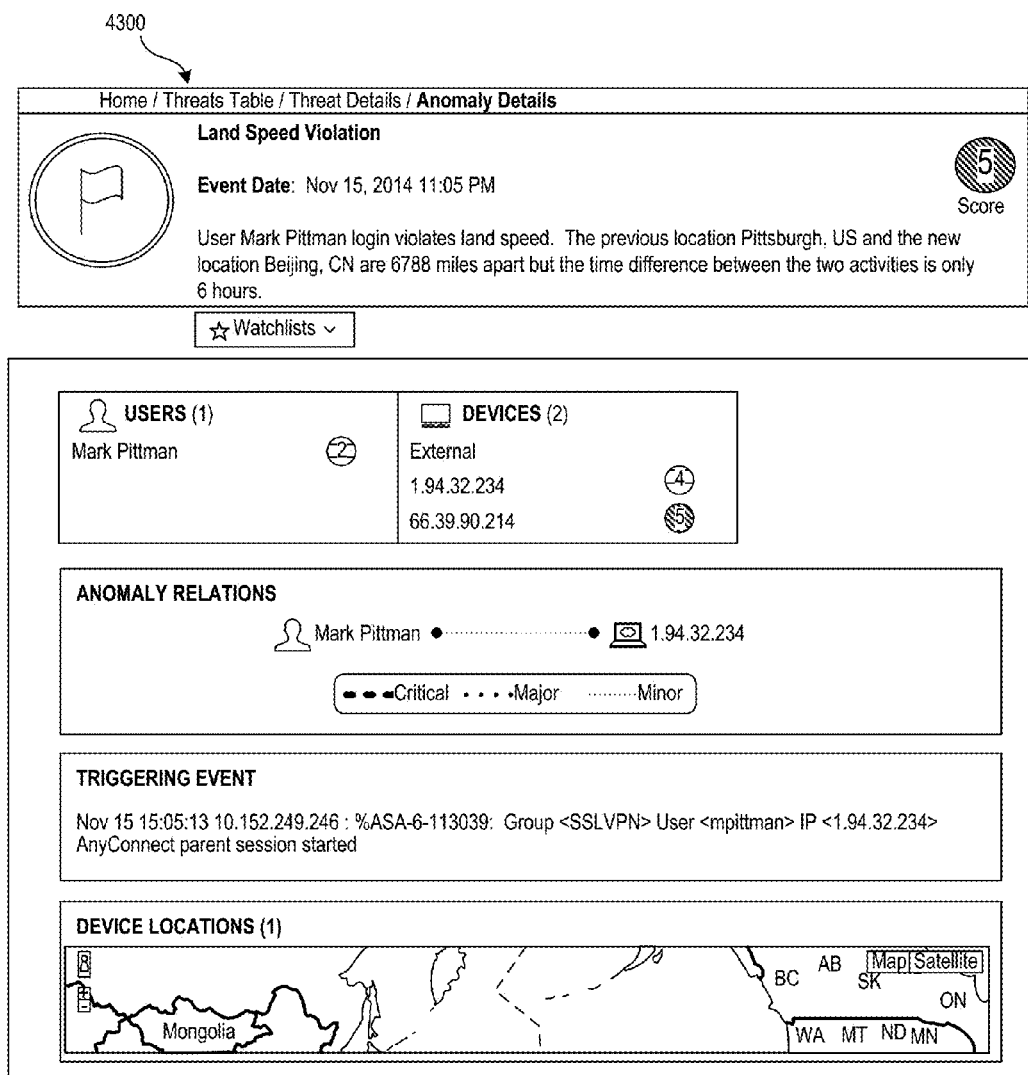 4300
Home / Threats Table / Threat Details / Anomaly Details
Land Speed Violation
Event Date: Nov 15, 2014 11:05 PM
5
Score
User Mark Pittman login violates land speed. The previous location Pittsburgh, US and the new
location Beijing, CN are 6788 miles apart but the time difference between the two activities is only
6 hours.
Watchlists
USERS (1)
Mark Pittman
2
DEVICES (2)
External
1.94.32.234
4
66.39.90.214
5
ANOMALY RELATIONS
Mark Pittman
1.94.32.234
Critical
Major
Minor
TRIGGERING EVENT
Nov 15 15:05:13 10.152.249.246 : %ASA-6-113039: Group <SSLVPN> User <mpittman> IP <1.94.32.234>
AnyConnect parent session started
DEVICE LOCATIONS (1)
+
-
Mongolia
BC
AB
SK
Map Satellite
ON
WA
MT
ND
MN